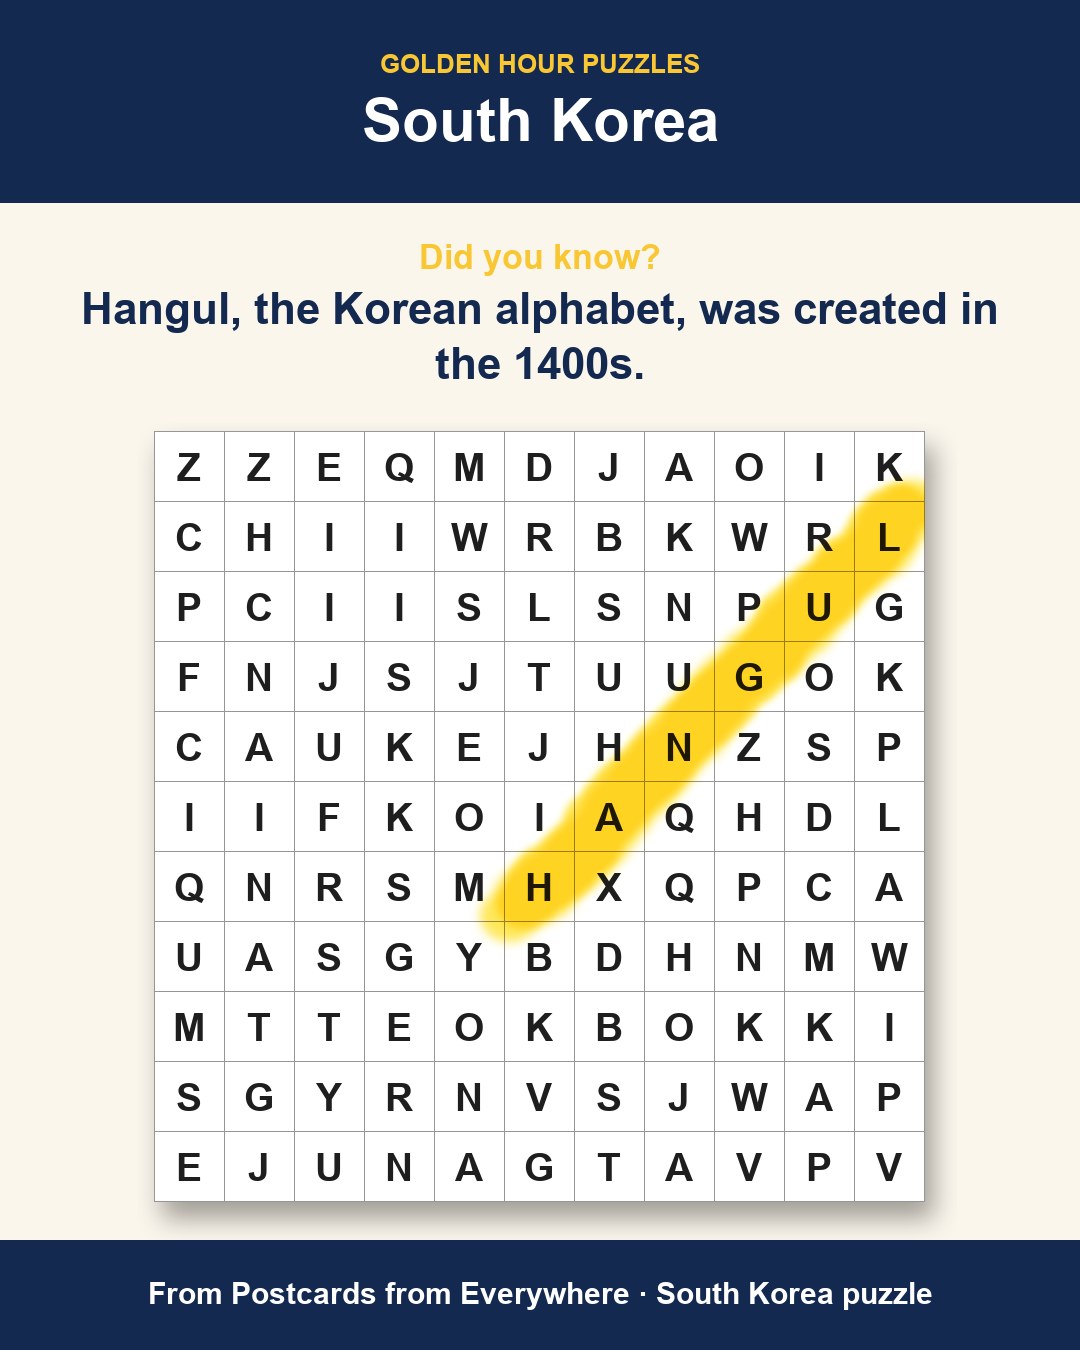 GOLDEN HOUR PUZZLES
South Korea
Did you know?
Hangul, the Korean alphabet, was created in
the 1400s.
Z Z E Q M D J A O I K
C H I I W R B K W R L
P C I I S L S N P U G
F N J S J T U U G O K
C A U K E J H N Z S P
I I F K O I A Q H D L
Q N R S M H X Q P C A
U A S G Y B D H N M W
M T T E O K B O K K I
S G Y R N V S J W A P
E J U N A G T A V P V
From Postcards from Everywhere · South Korea puzzle